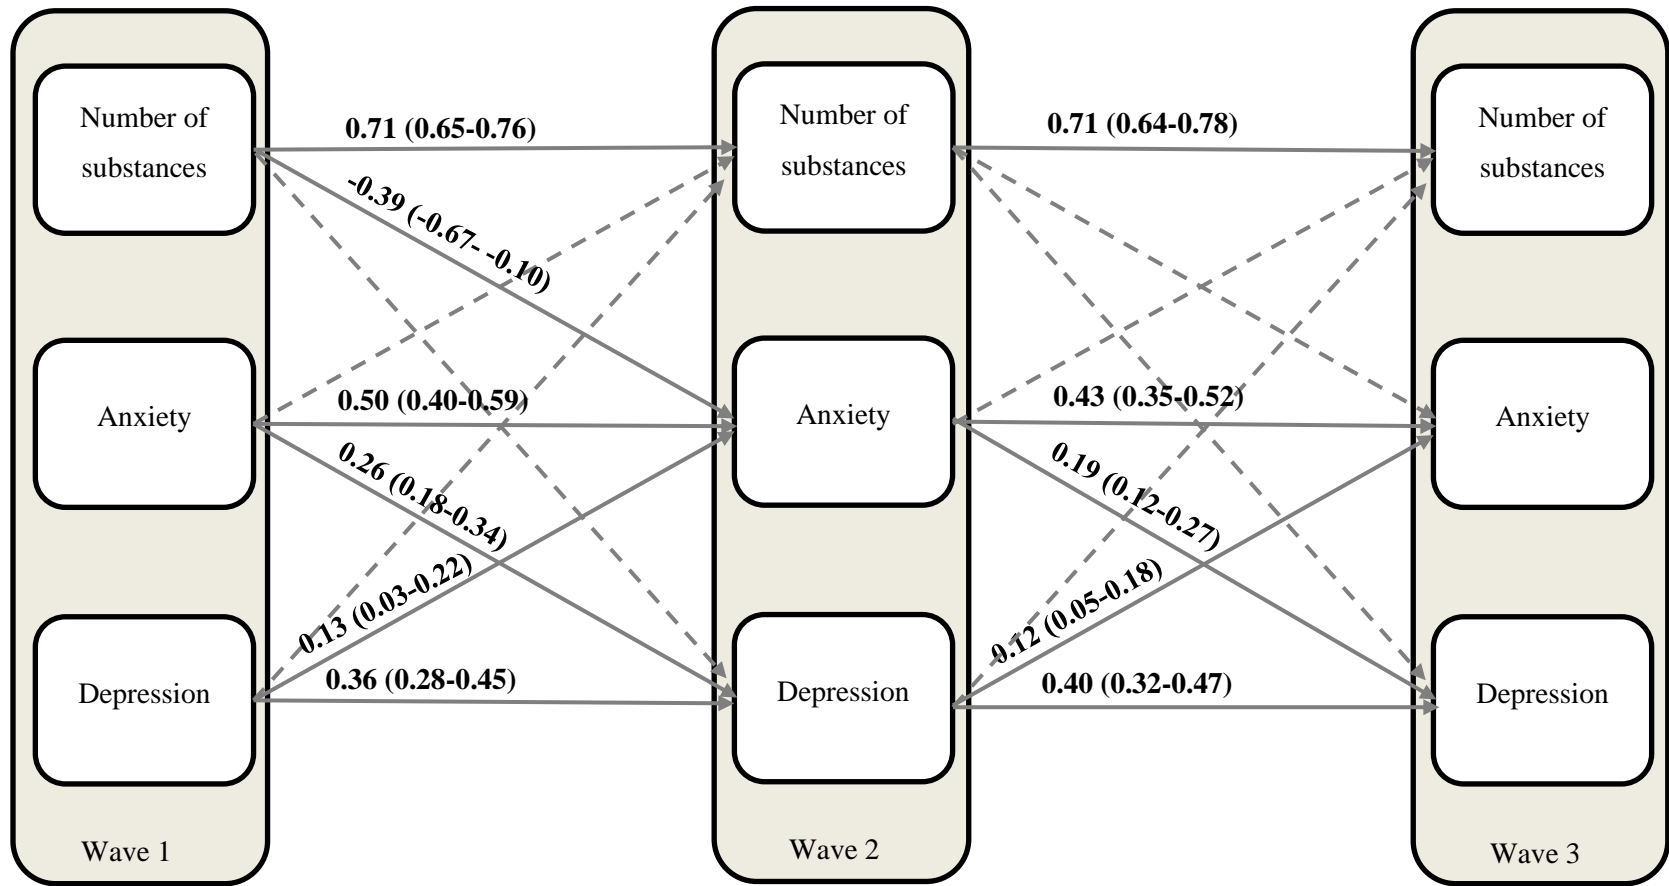 Number of
substances
Anxiety
Depression
Wave 1
0.71 (0.65-0.76)
-0.39 (-0.67- -0.10)
0.50 (0.40-0.59)
0.26 (0.18-0.34)
0.13 (0.03-0.22)
0.36 (0.28-0.45)
Number of
substances
Anxiety
Depression
Wave 2
0.71 (0.64-0.78)
0.43 (0.35-0.52)
0.19 (0.12-0.27)
0.12 (0.05-0.18)
0.40 (0.32-0.47)
Number of
substances
Anxiety
Depression
Wave 3